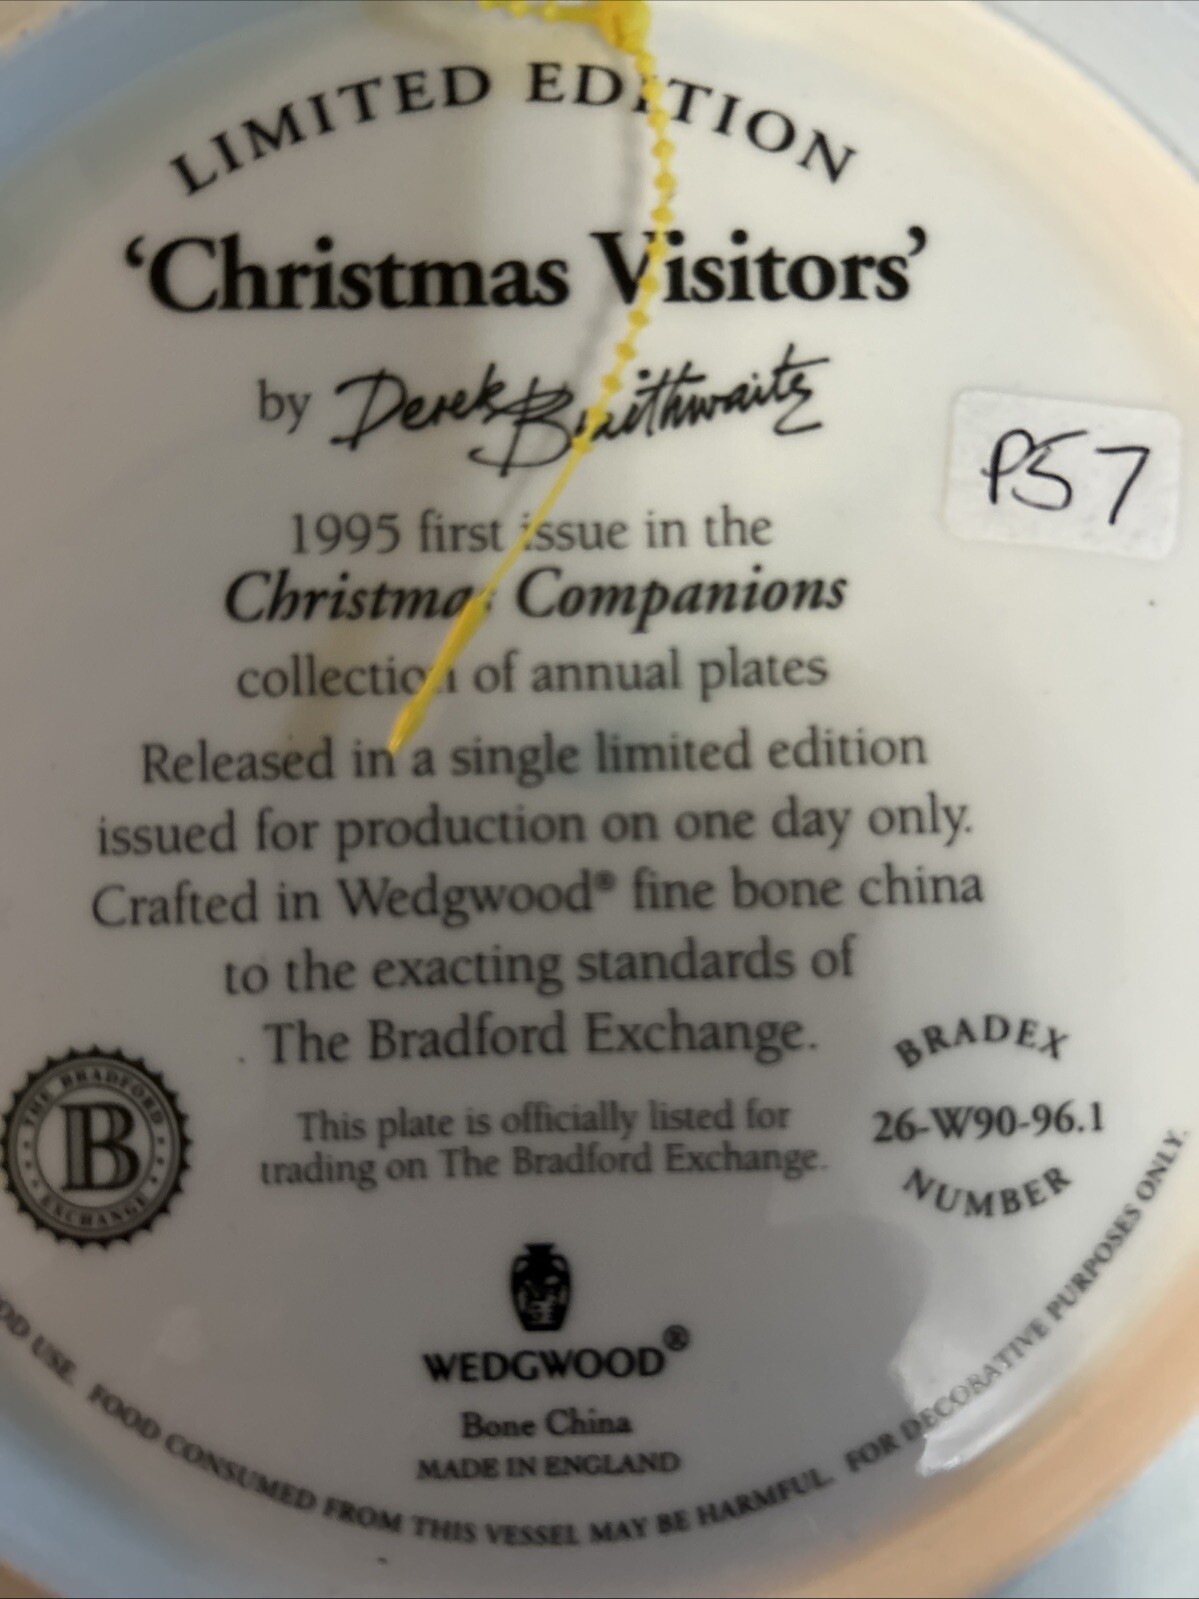 LIMITED EDITION
‘Christmas Visitors’
by Derek Braithwaite
1995 first issue in the
Christmas Companions
collection of annual plates
Released in a single limited edition
issued for production on one day only.
Crafted in Wedgwood® fine bone china
to the exacting standards of
The Bradford Exchange.
This plate is officially listed for
trading on The Bradford Exchange.
P57
THE BRADFORD
B
EXCHANGE
BRADEX
26-W90-96.1
NUMBER
WEDGWOOD®
Bone China
MADE IN ENGLAND
USE. FOOD CONSUMED FROM THIS VESSEL MAY BE HARMFUL. FOR DECORATIVE PURPOSES ONLY.